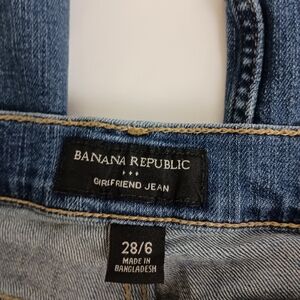 BANANA REPUBLIC
GIRLFRIEND JEAN
28/6
MADE IN
BANGLADESH